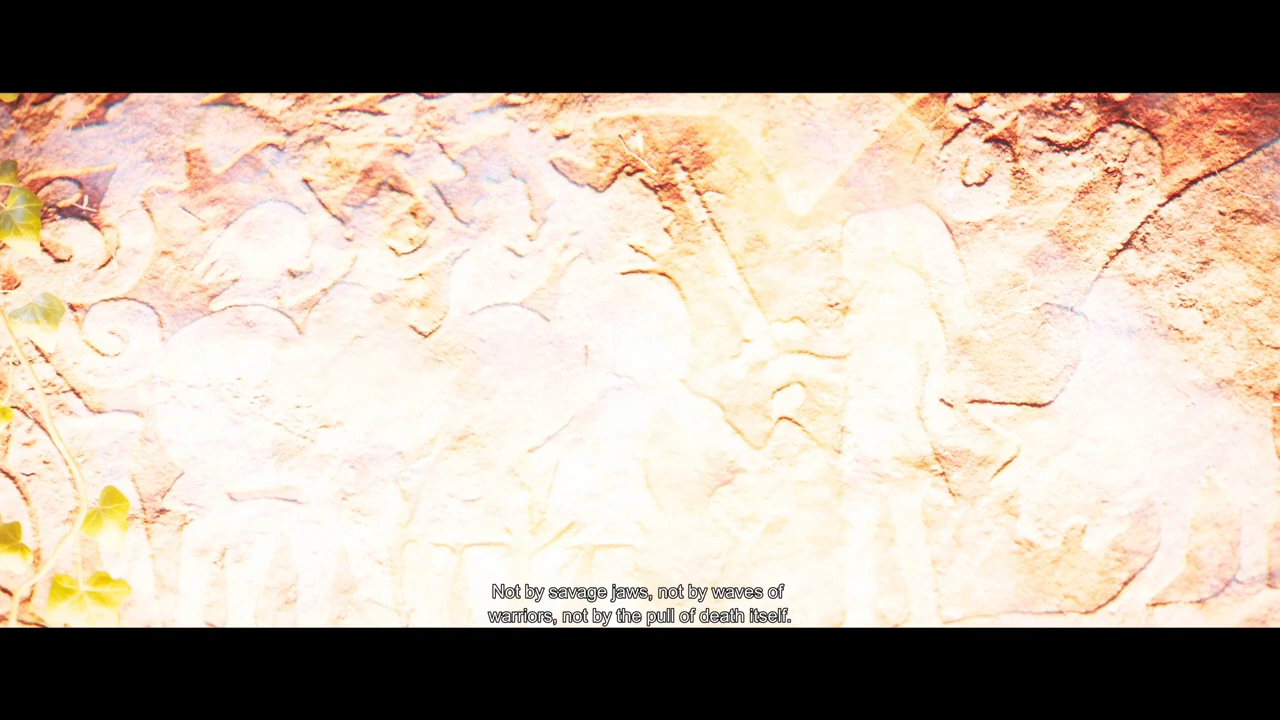 Not by savage jaws, not by waves of
warriors, not by the pull of death itself.